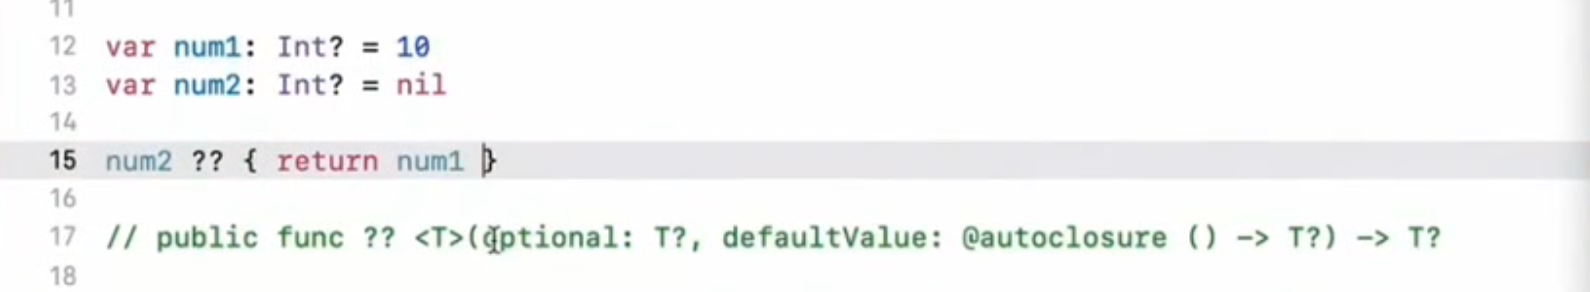 11
12 var num1: Int? = 10
13 var num2: Int? = nil
14
15 num2 ?? { return num1 }
16
17 // public func ?? <T>(optional: T?, defaultValue: @autoclosure () -> T?) -> T?
18